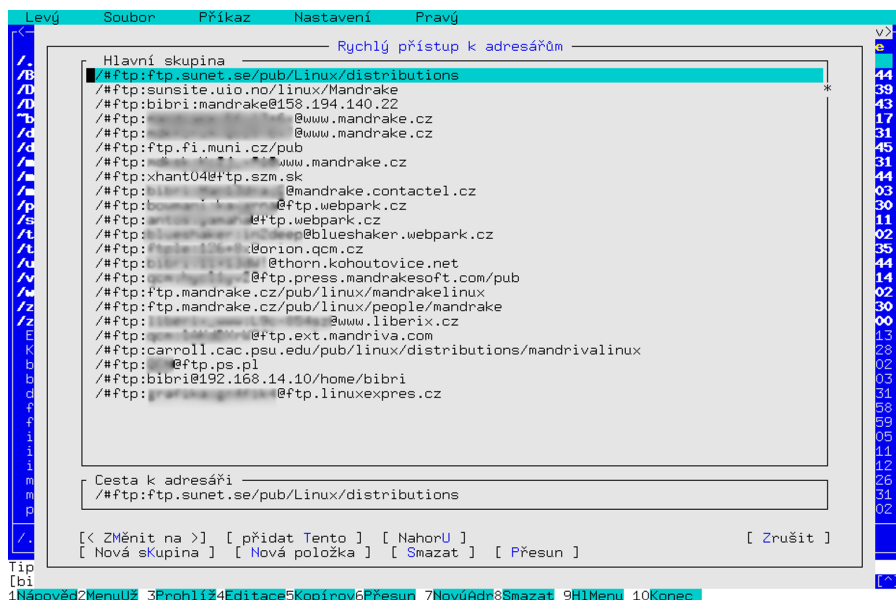 Levý Soubor Příkaz Nastavení Pravý
Rychlý přístup k adresářům
Hlavní skupina
/#ftp:ftp.sunet.se/pub/Linux/distributions
/#ftp:sunsite.uio.no/linux/Mandrake
/#ftp:bibri:mandrake@158.194.140.22
/#ftp: @www.mandrake.cz
/#ftp: @www.mandrake.cz
/#ftp:ftp.fi.muni.cz/pub
/#ftp: www.mandrake.cz
/#ftp:xhant04@ftp.szm.sk
/#ftp: @mandrake.contactel.cz
/#ftp: @ftp.webpark.cz
/#ftp: @ftp.webpark.cz
/#ftp: @blueshaker.webpark.cz
/#ftp: @orion.qcm.cz
/#ftp: @thorn.kohoutovice.net
/#ftp: @ftp.press.mandrakesoft.com/pub
/#ftp:ftp.mandrake.cz/pub/linux/mandrakelinux
/#ftp:ftp.mandrake.cz/pub/linux/people/mandrake
/#ftp: @www.liberix.cz
/#ftp: @ftp.ext.mandriva.com
/#ftp:carroll.cac.psu.edu/pub/linux/distributions/mandrivalinux
/#ftp: @ftp.ps.pl
/#ftp:bibri@192.168.14.10/home/bibri
/#ftp: @ftp.linuxexpres.cz
Cesta k adresáři
/#ftp:ftp.sunet.se/pub/Linux/distributions
[< ZMěnit na >] [ přidat Tento ] [ NahorU ] [ Zrušit ]
[ Nová sKupina ] [ Nová položka ] [ Smazat ] [ Přesun ]
Tip
[bi [^]
1Nápověd2MenuUž 3Prohlíž4Editace5Kopírov6Přesun 7NovýAdr8Smazat 9HlMenu 10Konec